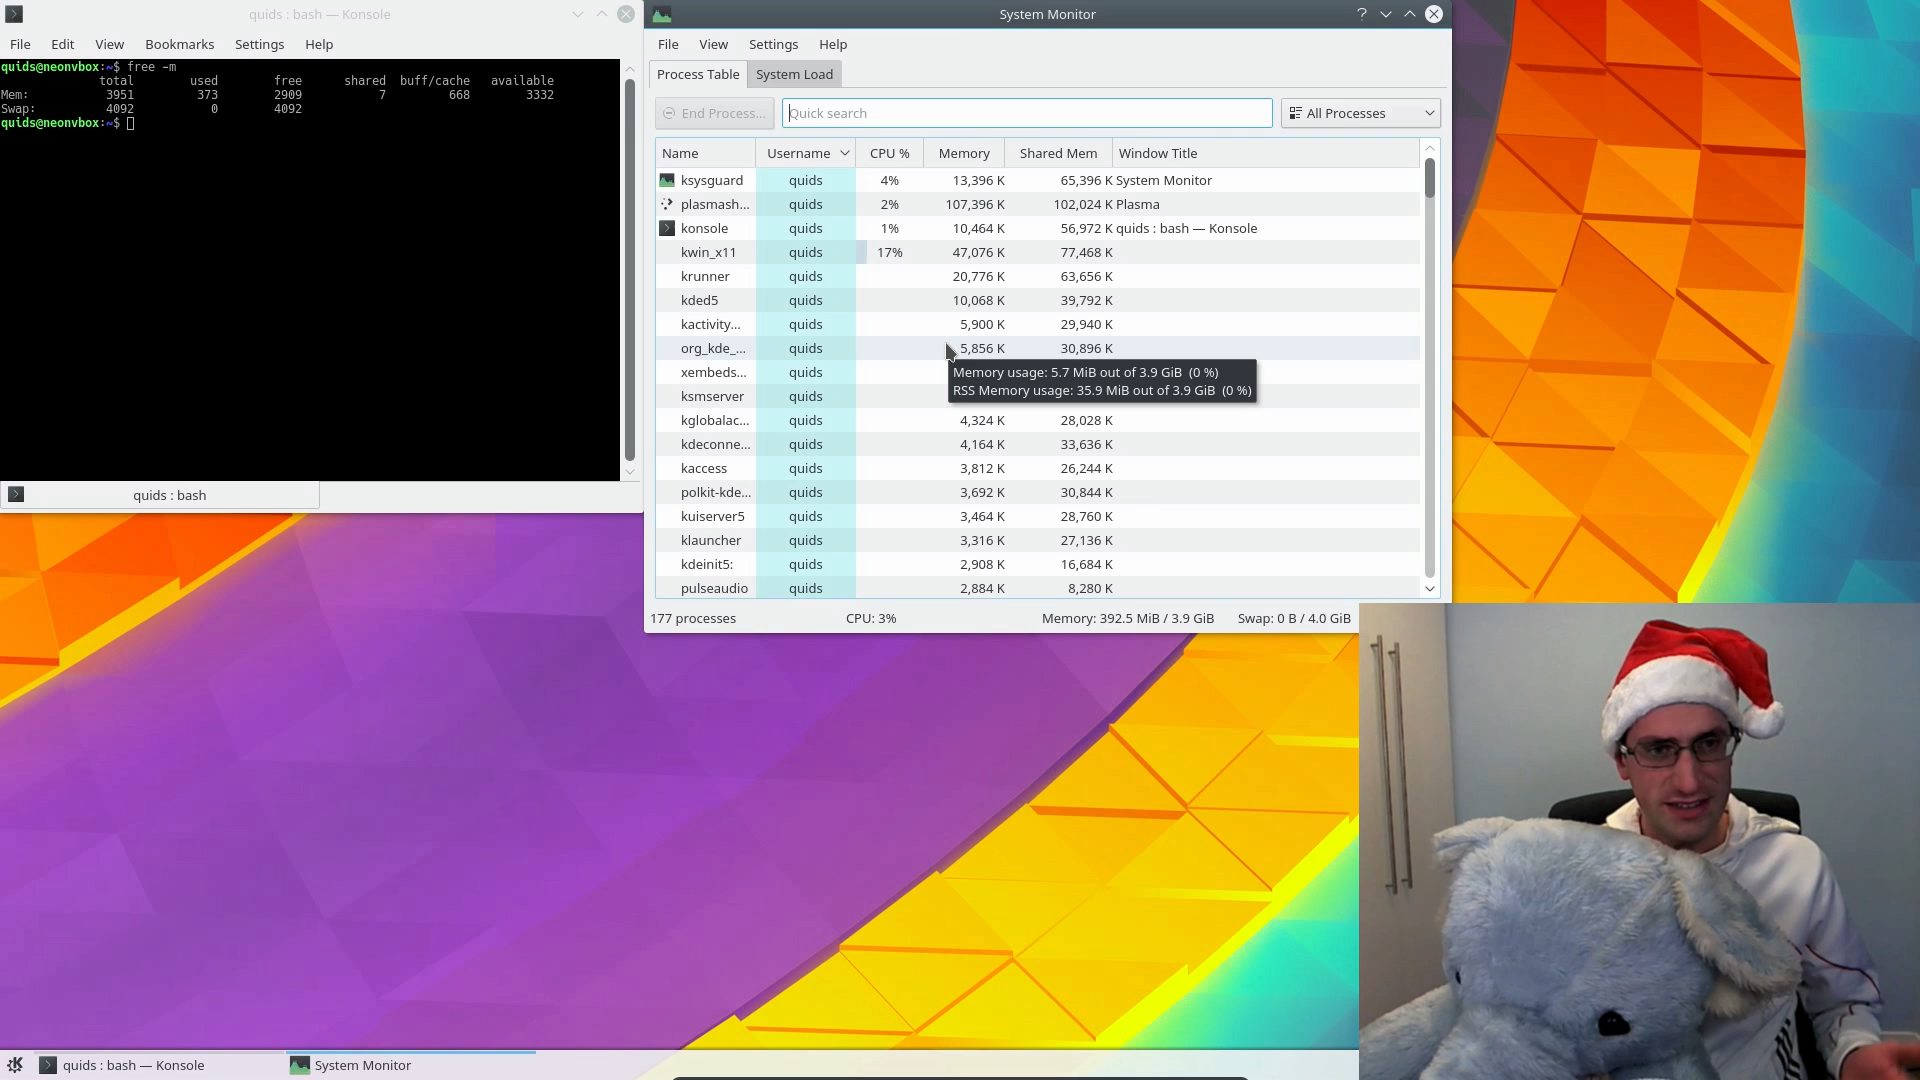 quids : bash — Konsole
File Edit View Bookmarks Settings Help
quids@neonvbox:~$ free -m
total used free shared buff/cache available
Mem: 3951 373 2909 7 668 3332
Swap: 4092 0 4092
quids@neonvbox:~$
quids : bash
System Monitor
File View Settings Help
Process Table System Load
End Process... Quick search All Processes
Name Username CPU % Memory Shared Mem Window Title
ksysguard quids 4% 13,396 K 65,396 K System Monitor
plasmash... quids 2% 107,396 K 102,024 K Plasma
konsole quids 1% 10,464 K 56,972 K quids : bash — Konsole
kwin_x11 quids 17% 47,076 K 77,468 K
krunner quids 20,776 K 63,656 K
kded5 quids 10,068 K 39,792 K
kactivity... quids 5,900 K 29,940 K
org_kde_... quids 5,856 K 30,896 K
xembeds... quids
Memory usage: 5.7 MiB out of 3.9 GiB (0 %)
ksmserver quids
RSS Memory usage: 35.9 MiB out of 3.9 GiB (0 %)
kglobalac... quids 4,324 K 28,028 K
kdeconne... quids 4,164 K 33,636 K
kaccess quids 3,812 K 26,244 K
polkit-kde... quids 3,692 K 30,844 K
kuiserver5 quids 3,464 K 28,760 K
klauncher quids 3,316 K 27,136 K
kdeinit5: quids 2,908 K 16,684 K
pulseaudio quids 2,884 K 8,280 K
177 processes CPU: 3% Memory: 392.5 MiB / 3.9 GiB Swap: 0 B / 4.0 GiB
quids : bash — Konsole System Monitor